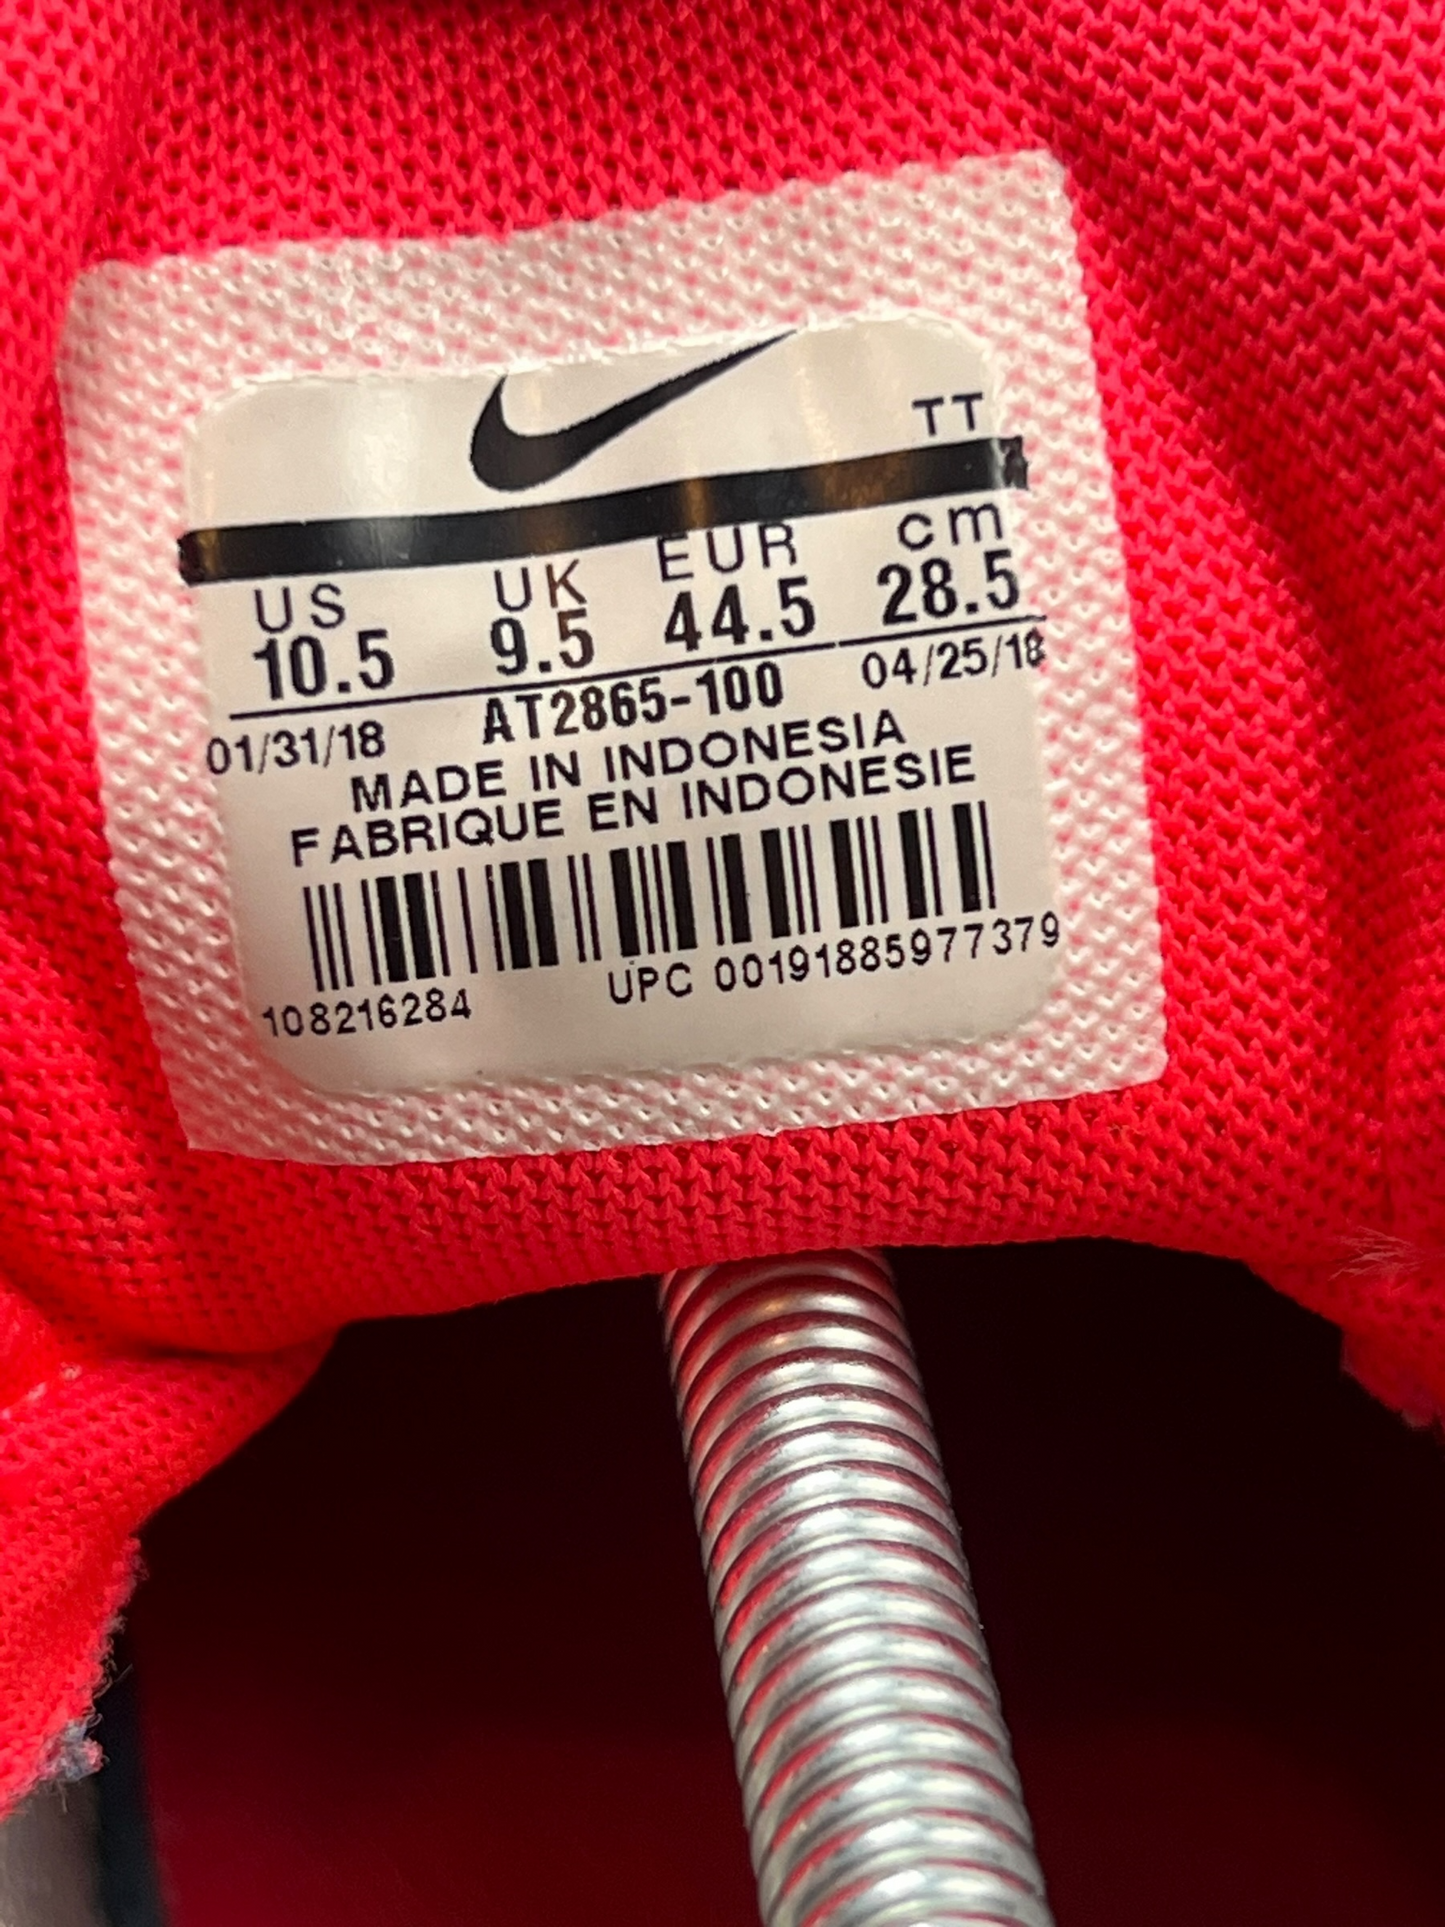 TT
US UK EUR cm
10.5 9.5 44.5 28.5
01/31/18 AT2865-100 04/25/18
MADE IN INDONESIA
FABRIQUE EN INDONESIE
108216284 UPC 00191885977379